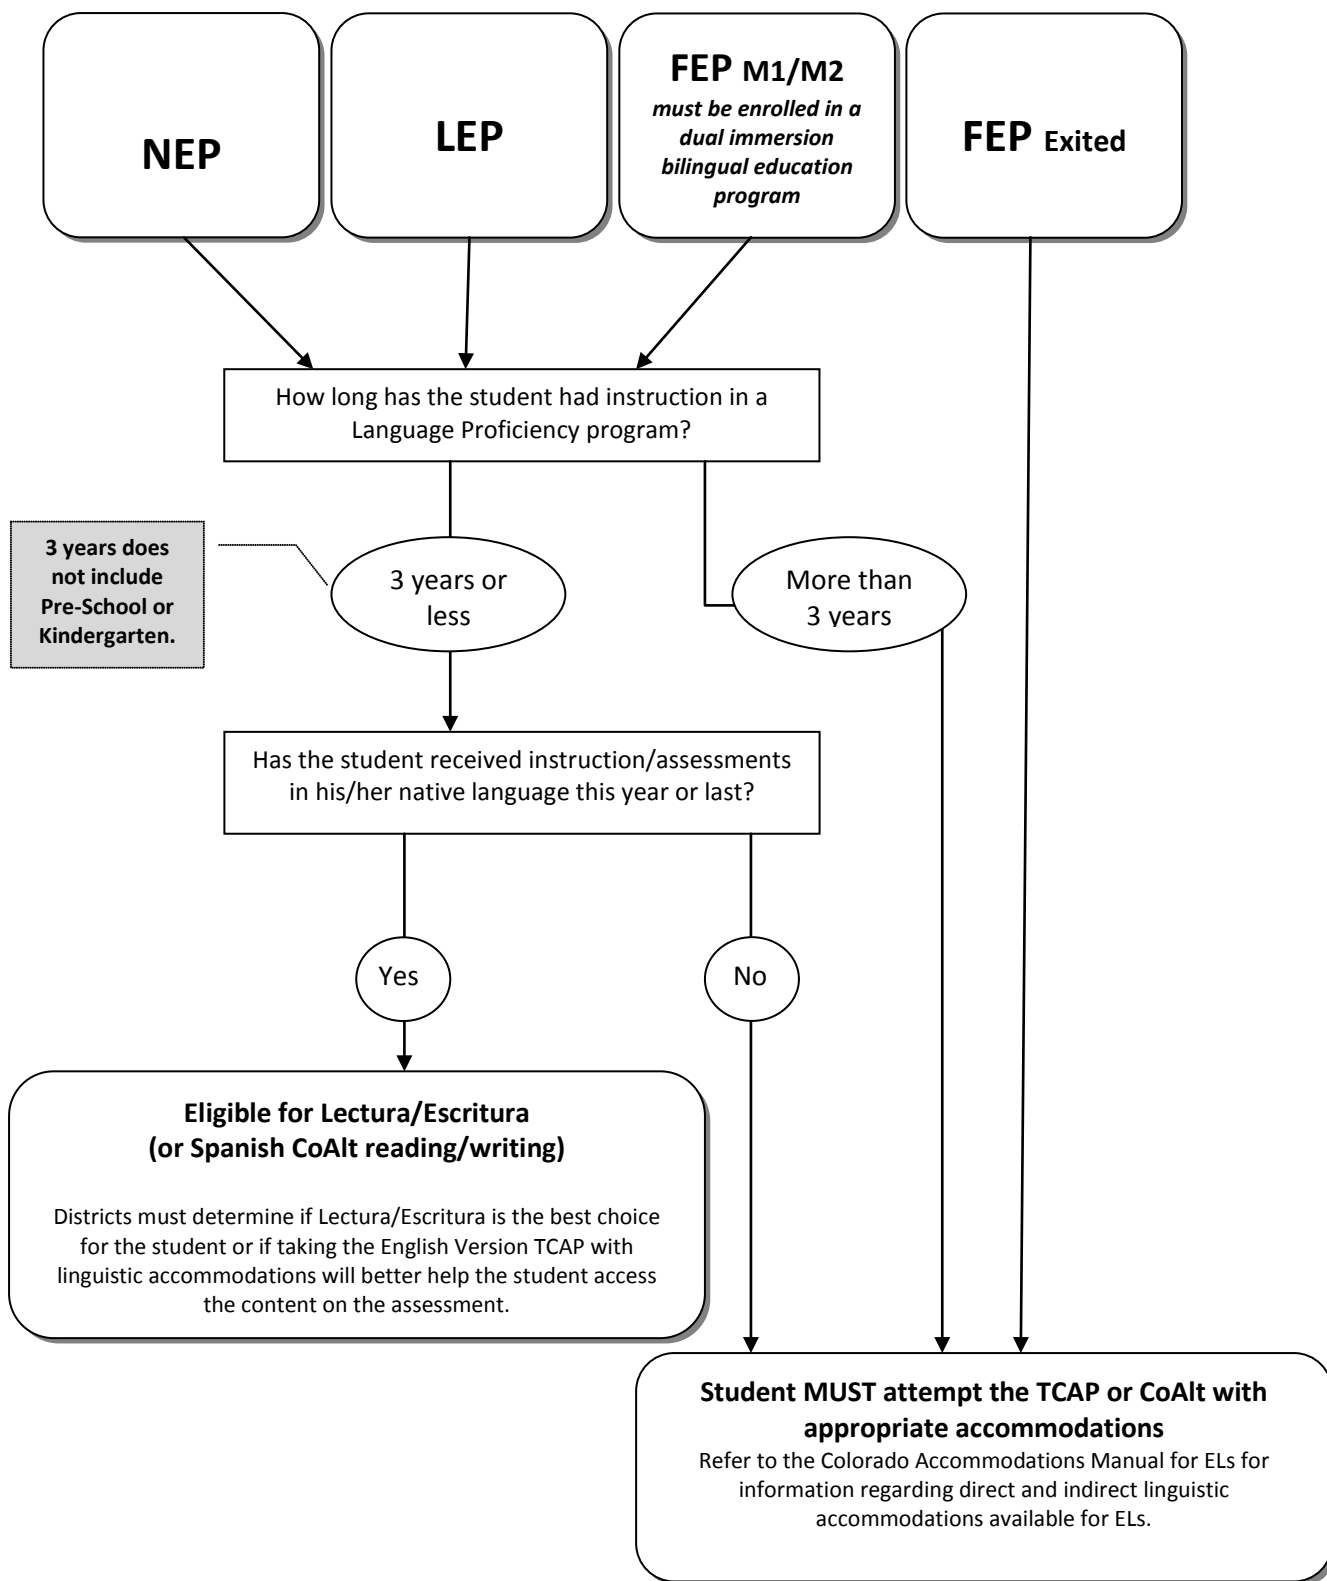 NEP
LEP
FEP M1/M2
must be enrolled in a
dual immersion
bilingual education
program
FEP Exited
How long has the student had instruction in a
Language Proficiency program?
3 years does
not include
Pre-School or
Kindergarten.
3 years or
less
More than
3 years
Has the student received instruction/assessments
in his/her native language this year or last?
Yes
No
Eligible for Lectura/Escritura
(or Spanish CoAlt reading/writing)
Districts must determine if Lectura/Escritura is the best choice
for the student or if taking the English Version TCAP with
linguistic accommodations will better help the student access
the content on the assessment.
Student MUST attempt the TCAP or CoAlt with
appropriate accommodations
Refer to the Colorado Accommodations Manual for ELs for
information regarding direct and indirect linguistic
accommodations available for ELs.